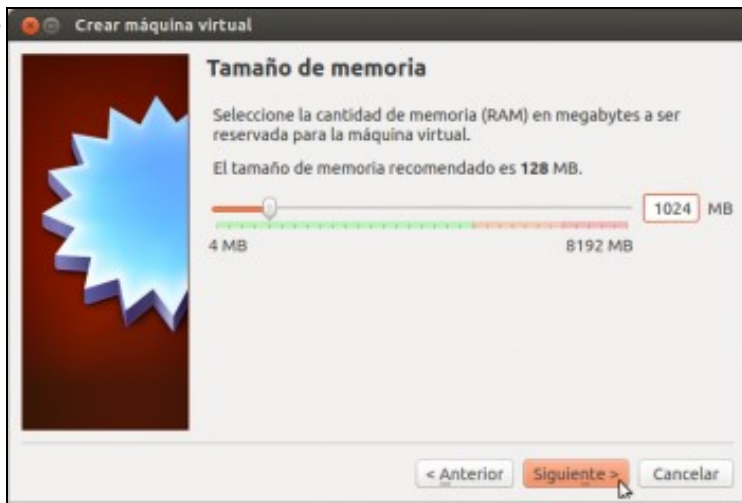 Crear máquina virtual
Tamaño de memoria
Seleccione la cantidad de memoria (RAM) en megabytes a ser
reservada para la máquina virtual.
El tamaño de memoria recomendado es 128 MB.
1024 MB
4 MB 8192 MB
< Anterior Siguiente > Cancelar